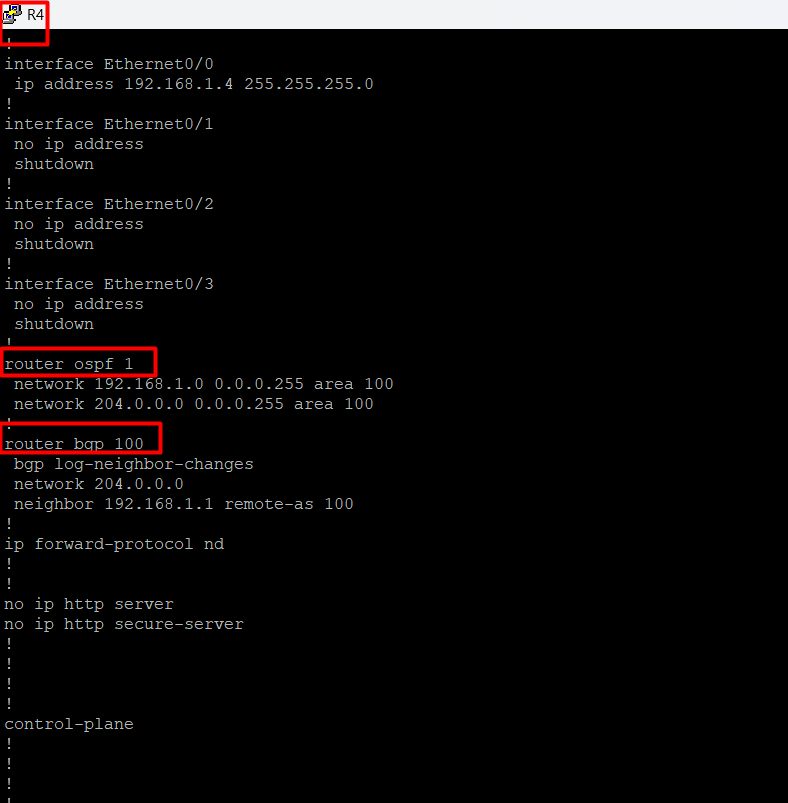 R4
!
interface Ethernet0/0
 ip address 192.168.1.4 255.255.255.0
!
interface Ethernet0/1
 no ip address
 shutdown
!
interface Ethernet0/2
 no ip address
 shutdown
!
interface Ethernet0/3
 no ip address
 shutdown
!
router ospf 1
 network 192.168.1.0 0.0.0.255 area 100
 network 204.0.0.0 0.0.0.255 area 100
!
router bgp 100
 bgp log-neighbor-changes
 network 204.0.0.0
 neighbor 192.168.1.1 remote-as 100
!
ip forward-protocol nd
!
!
no ip http server
no ip http secure-server
!
!
!
!
control-plane
!
!
!
!